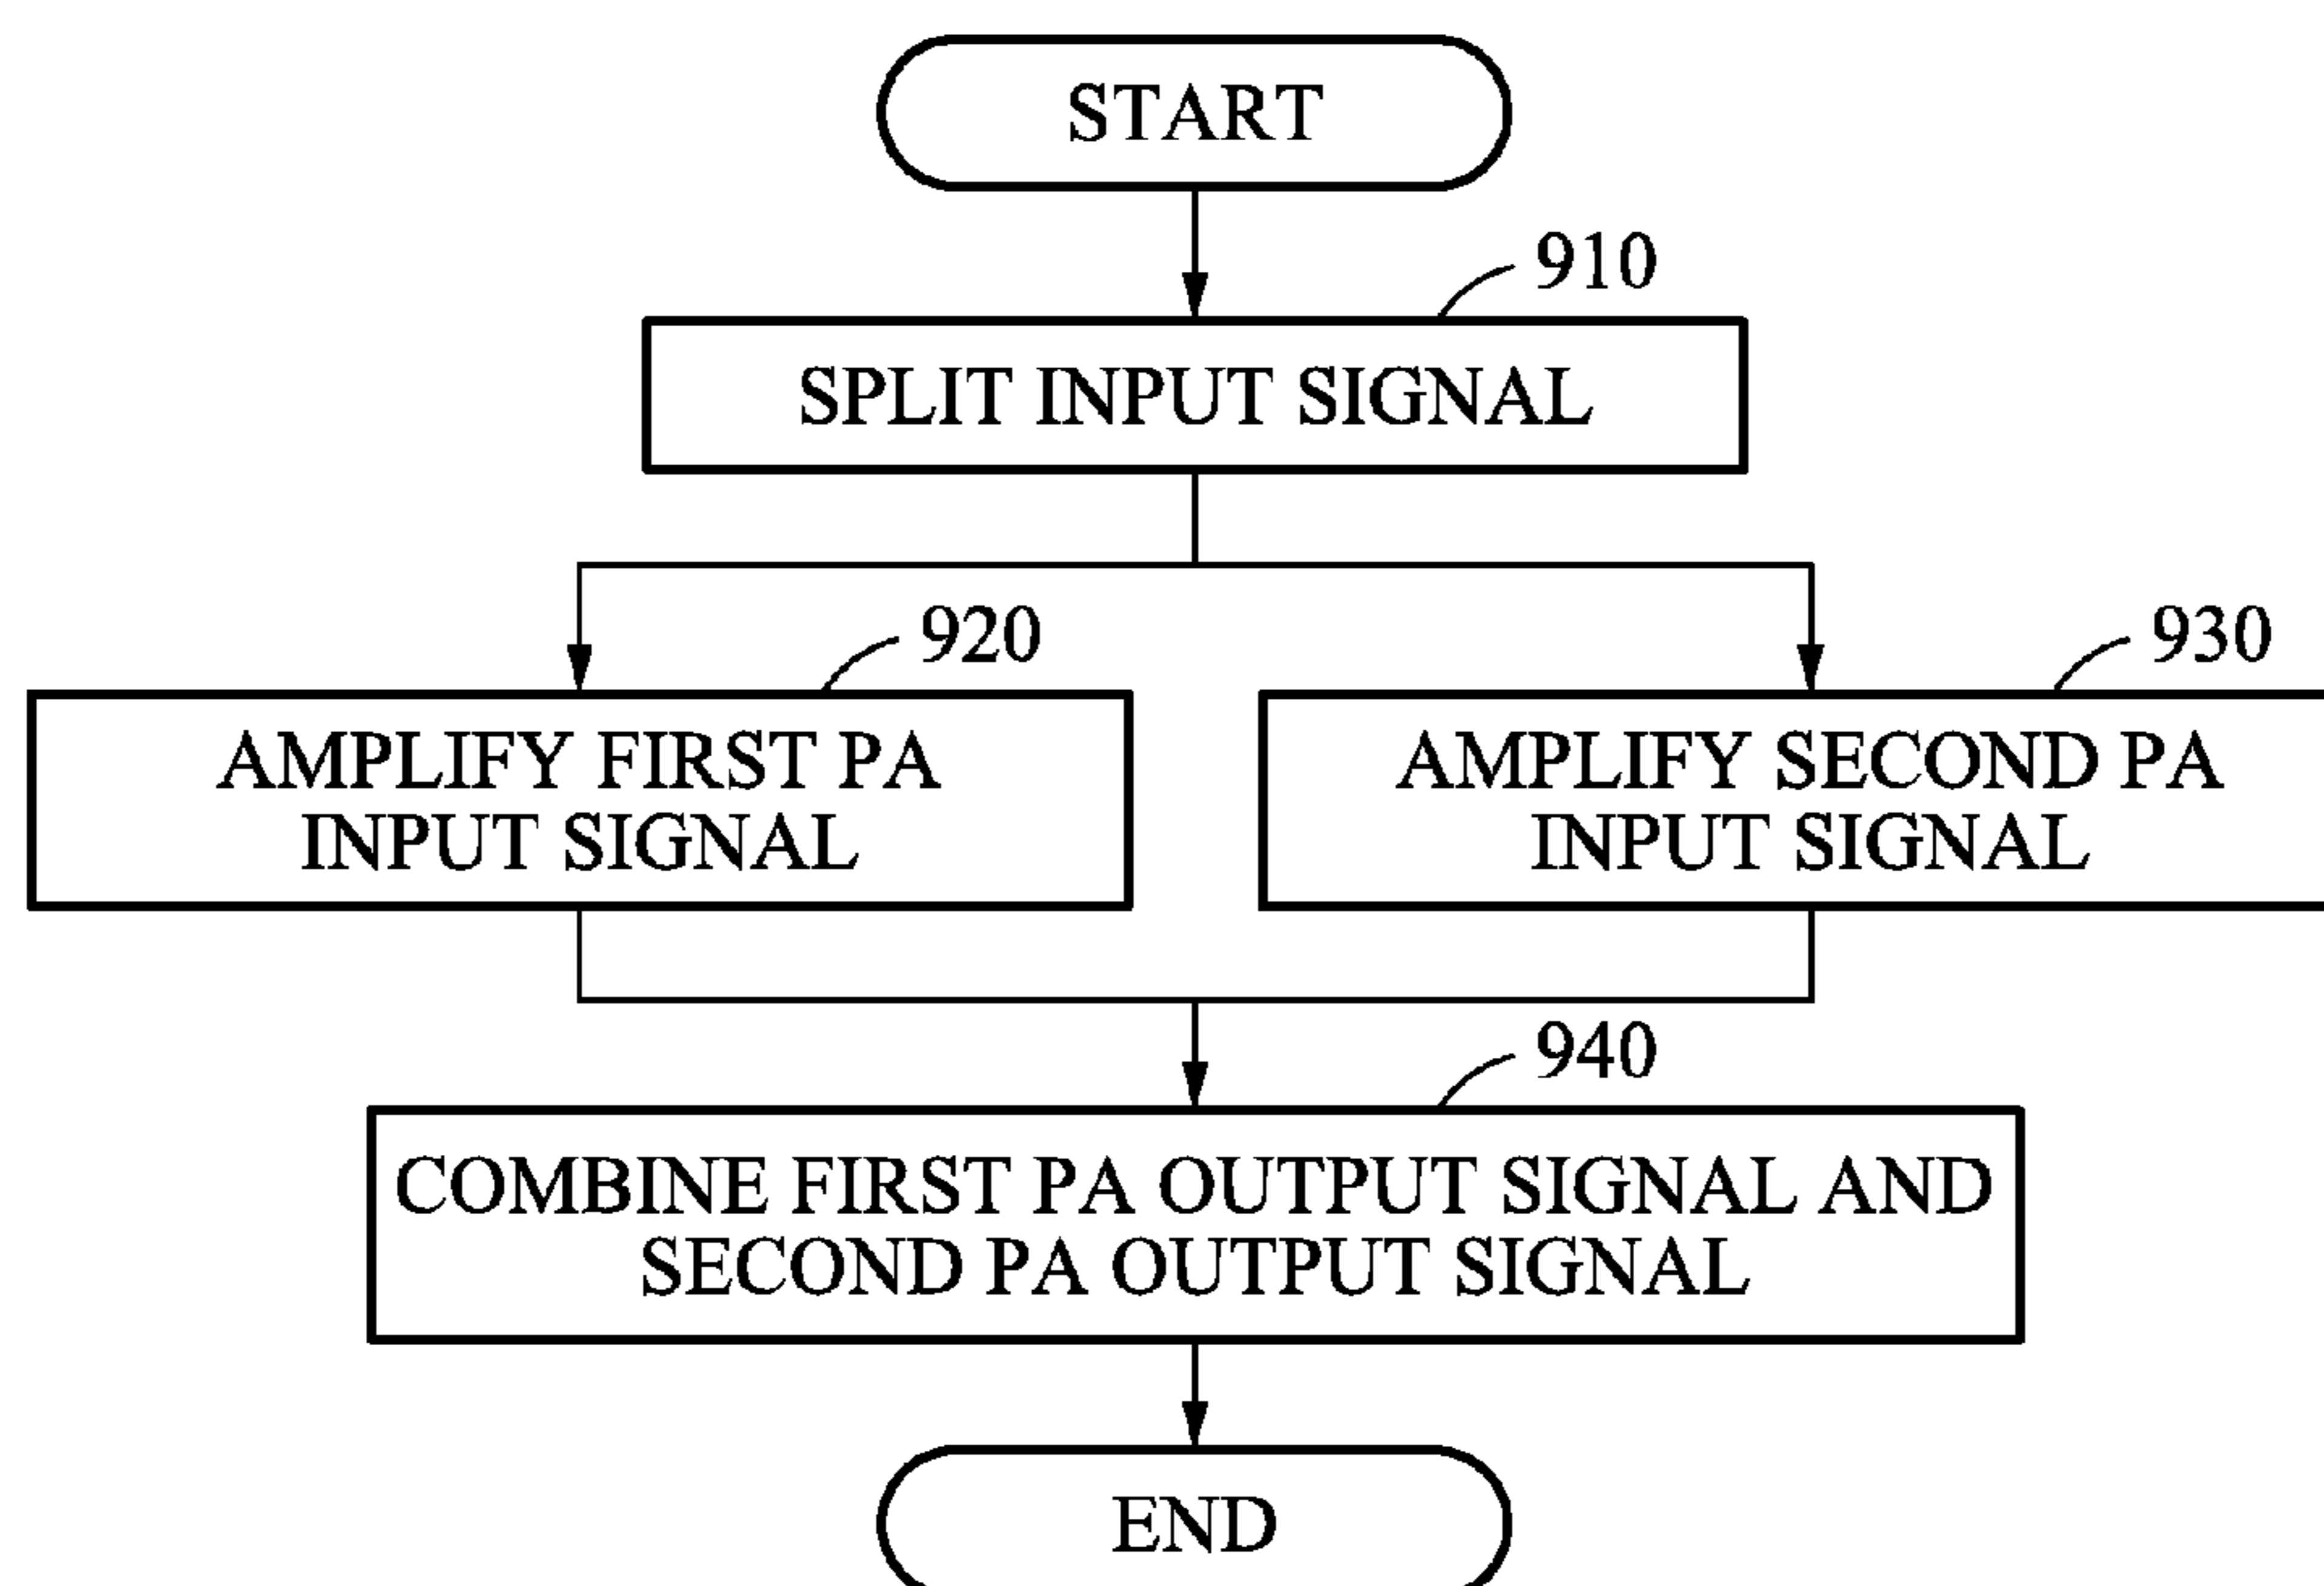 START
910
SPLIT INPUT SIGNAL
920
930
AMPLIFY FIRST PA
INPUT SIGNAL
AMPLIFY SECOND PA
INPUT SIGNAL
940
COMBINE FIRST PA OUTPUT SIGNAL AND
SECOND PA OUTPUT SIGNAL
END